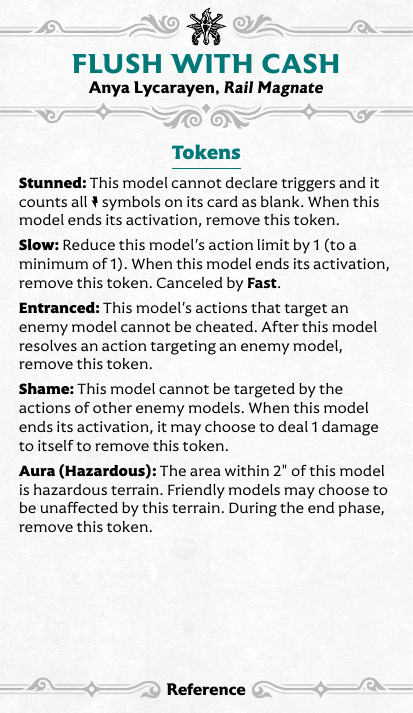 FLUSH WITH CASH
Anya Lycarayen, Rail Magnate
Tokens
Stunned: This model cannot declare triggers and it
counts all symbols on its card as blank. When this
model ends its activation, remove this token.
Slow: Reduce this model's action limit by 1 (to a
minimum of 1). When this model ends its activation,
remove this token. Canceled by Fast.
Entranced: This model's actions that target an
enemy model cannot be cheated. After this model
resolves an action targeting an enemy model,
remove this token.
Shame: This model cannot be targeted by the
actions of other enemy models. When this model
ends its activation, it may choose to deal 1 damage
to itself to remove this token.
Aura (Hazardous): The area within 2" of this model
is hazardous terrain. Friendly models may choose to
be unaffected by this terrain. During the end phase,
remove this token.
Reference